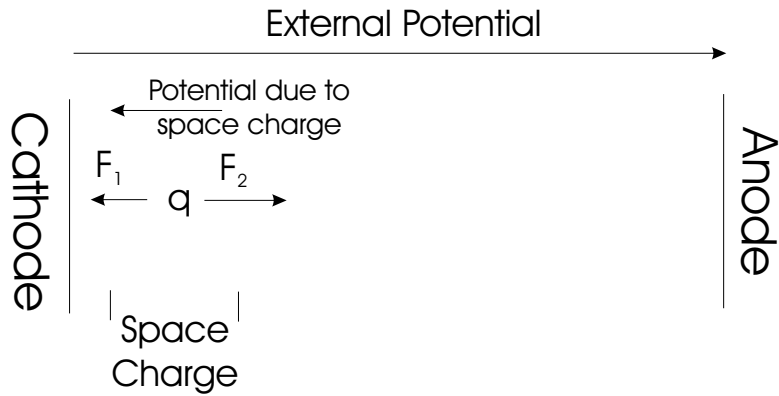 External Potential
Potential due to
space charge
Cathode
F1
q
F2
Anode
Space
Charge